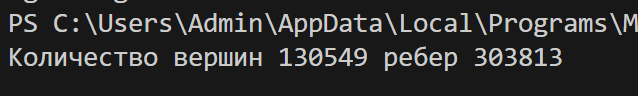 PS C:\Users\Admin\AppData\Local\Programs\M
Количество вершин 130549 ребер 303813